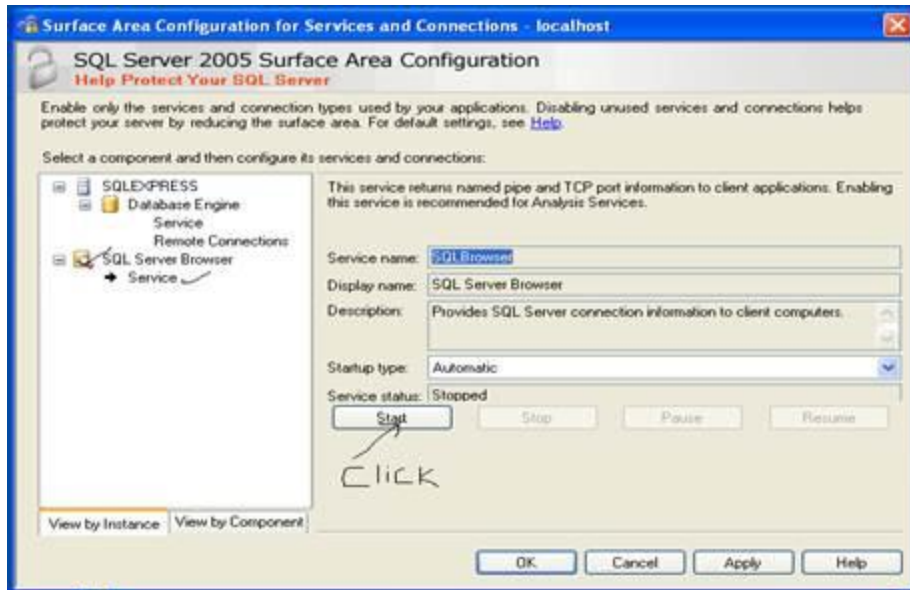 Surface Area Configuration for Services and Connections - localhost
SQL Server 2005 Surface Area Configuration
Help Protect Your SQL Server
Enable only the services and connection types used by your applications. Disabling unused services and connections helps
protect your server by reducing the surface area. For default settings, see Help.
Select a component and then configure its services and connections:
SQLEXPRESS
Database Engine
Service
Remote Connections
SQL Server Browser
Service
View by Instance
View by Component
This service returns named pipe and TCP port information to client applications. Enabling
this service is recommended for Analysis Services.
Service name: SQLBrowser
Display name: SQL Server Browser
Description: Provides SQL Server connection information to client computers.
Startup type: Automatic
Service status: Stopped
Start Stop Pause Resume
Click
OK Cancel Apply Help